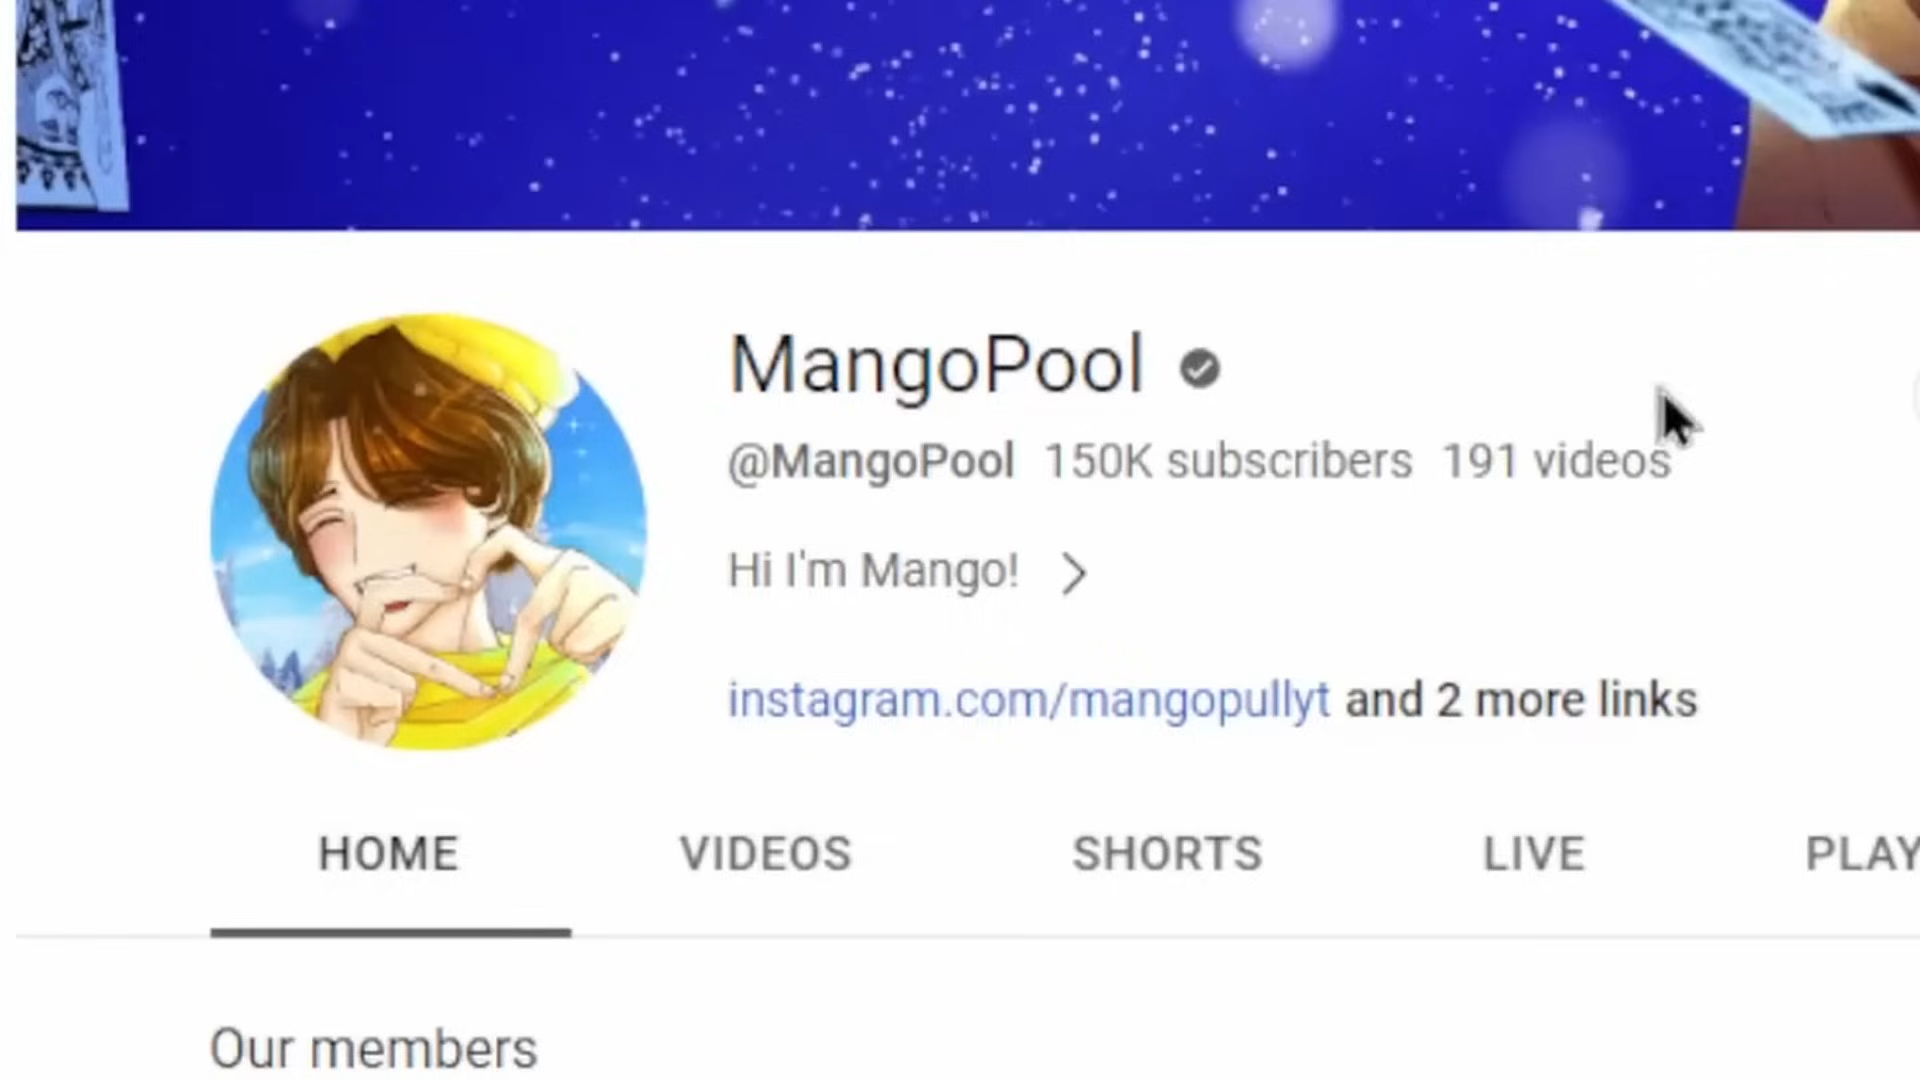 MangoPool
@MangoPool 150K subscribers 191 videos
Hi I'm Mango!
instagram.com/mangopullyt and 2 more links
HOME VIDEOS SHORTS LIVE PLAY
Our members